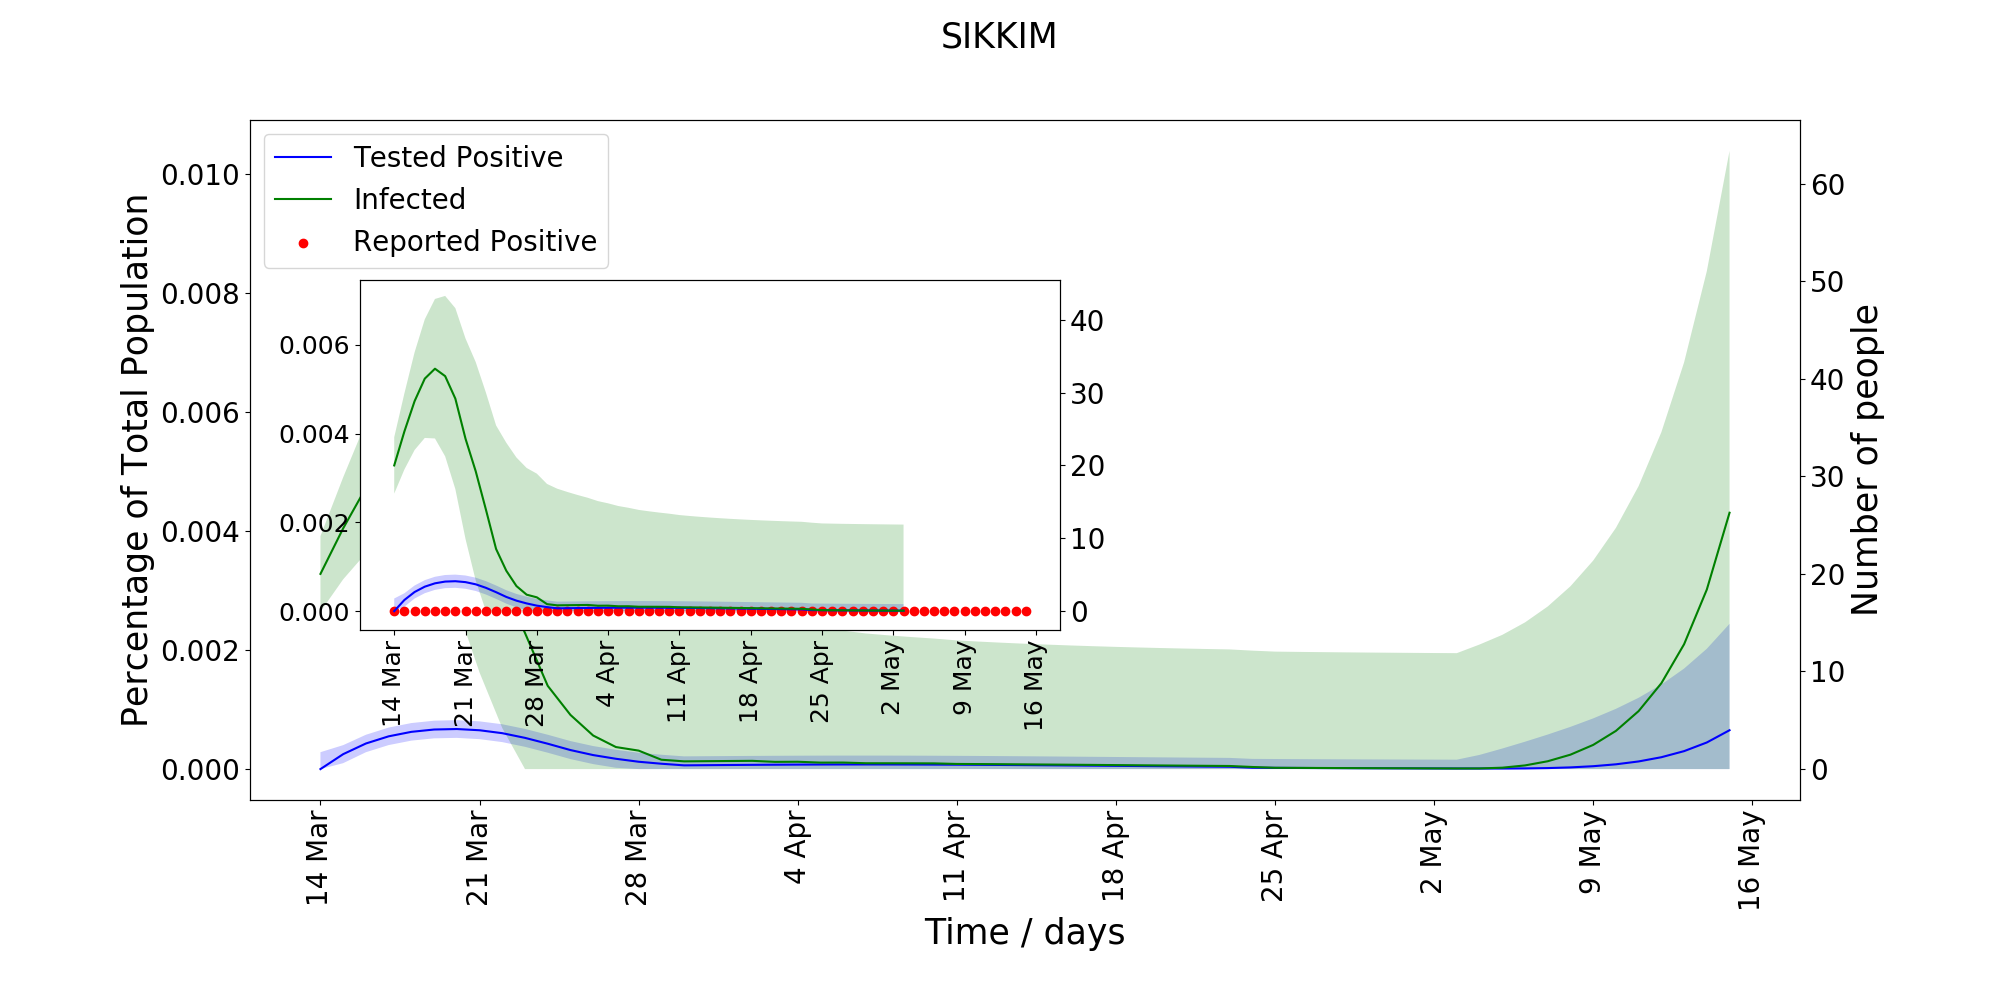 SIKKIM
Tested Positive
Infected
Reported Positive
Percentage of Total Population
0.010
0.008
0.006
0.004
0.002
0.000
60
50
40
30
20
10
0
Number of people
0.006
0.004
0.002
0.000
40
30
20
10
0
14 Mar
21 Mar
28 Mar
4 Apr
11 Apr
18 Apr
25 Apr
2 May
9 May
16 May
14 Mar
21 Mar
28 Mar
4 Apr
11 Apr
18 Apr
25 Apr
2 May
9 May
16 May
Time / days